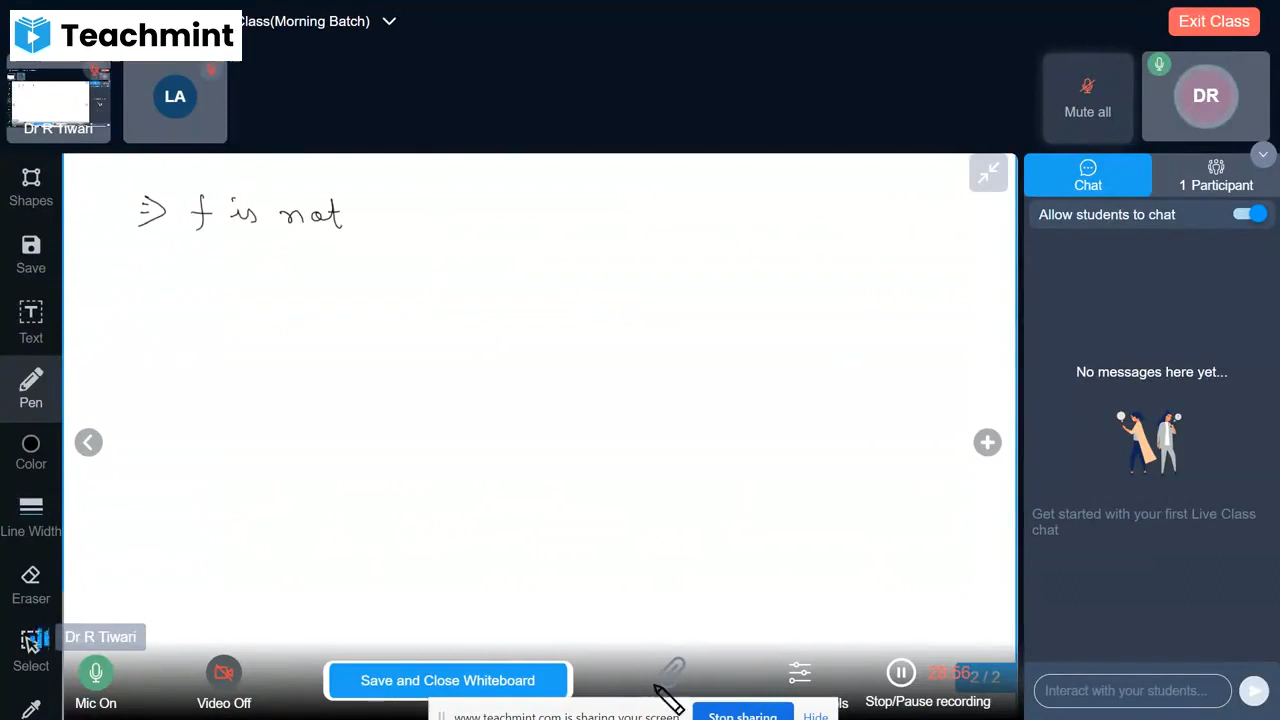 Teachmint
Class(Morning Batch)
Exit Class
LA
Dr R Tiwari
Mute all
DR
Shapes
Save
Text
Pen
Color
Line Width
Eraser
Select
⇒ f is not
Chat
1 Participant
Allow students to chat
No messages here yet...
Get started with your first Live Class
chat
Dr R Tiwari
Mic On
Video Off
Save and Close Whiteboard
Stop/Pause recording
2 / 2
Interact with your students...
www.teachmint.com is sharing your screen.
Stop sharing
Hide